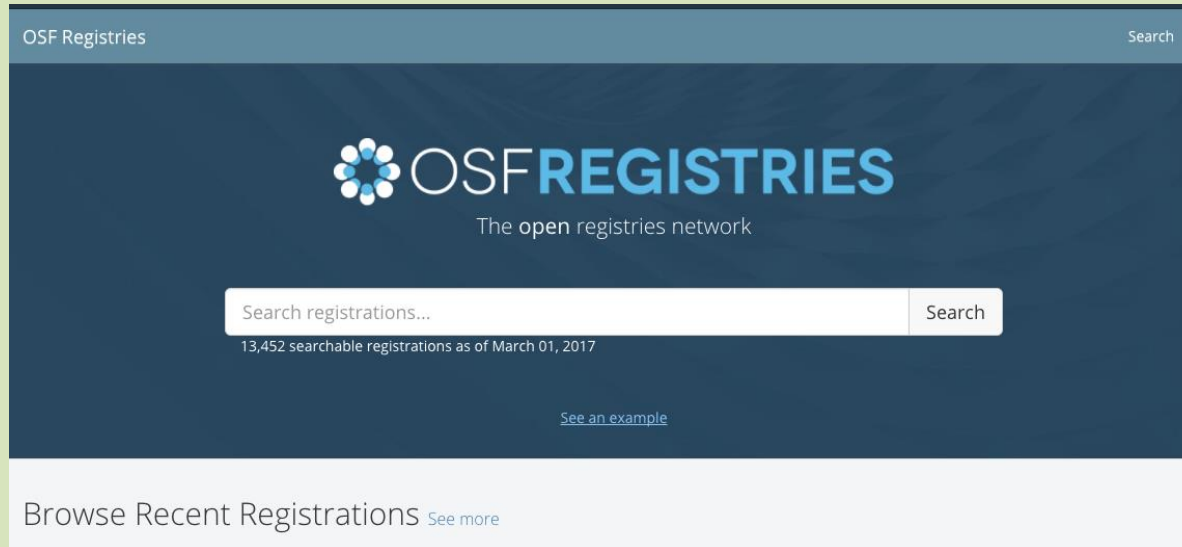 OSF Registries
Search
OSFREGISTRIES
The open registries network
Search registrations...
Search
13,452 searchable registrations as of March 01, 2017
See an example
Browse Recent Registrations See more